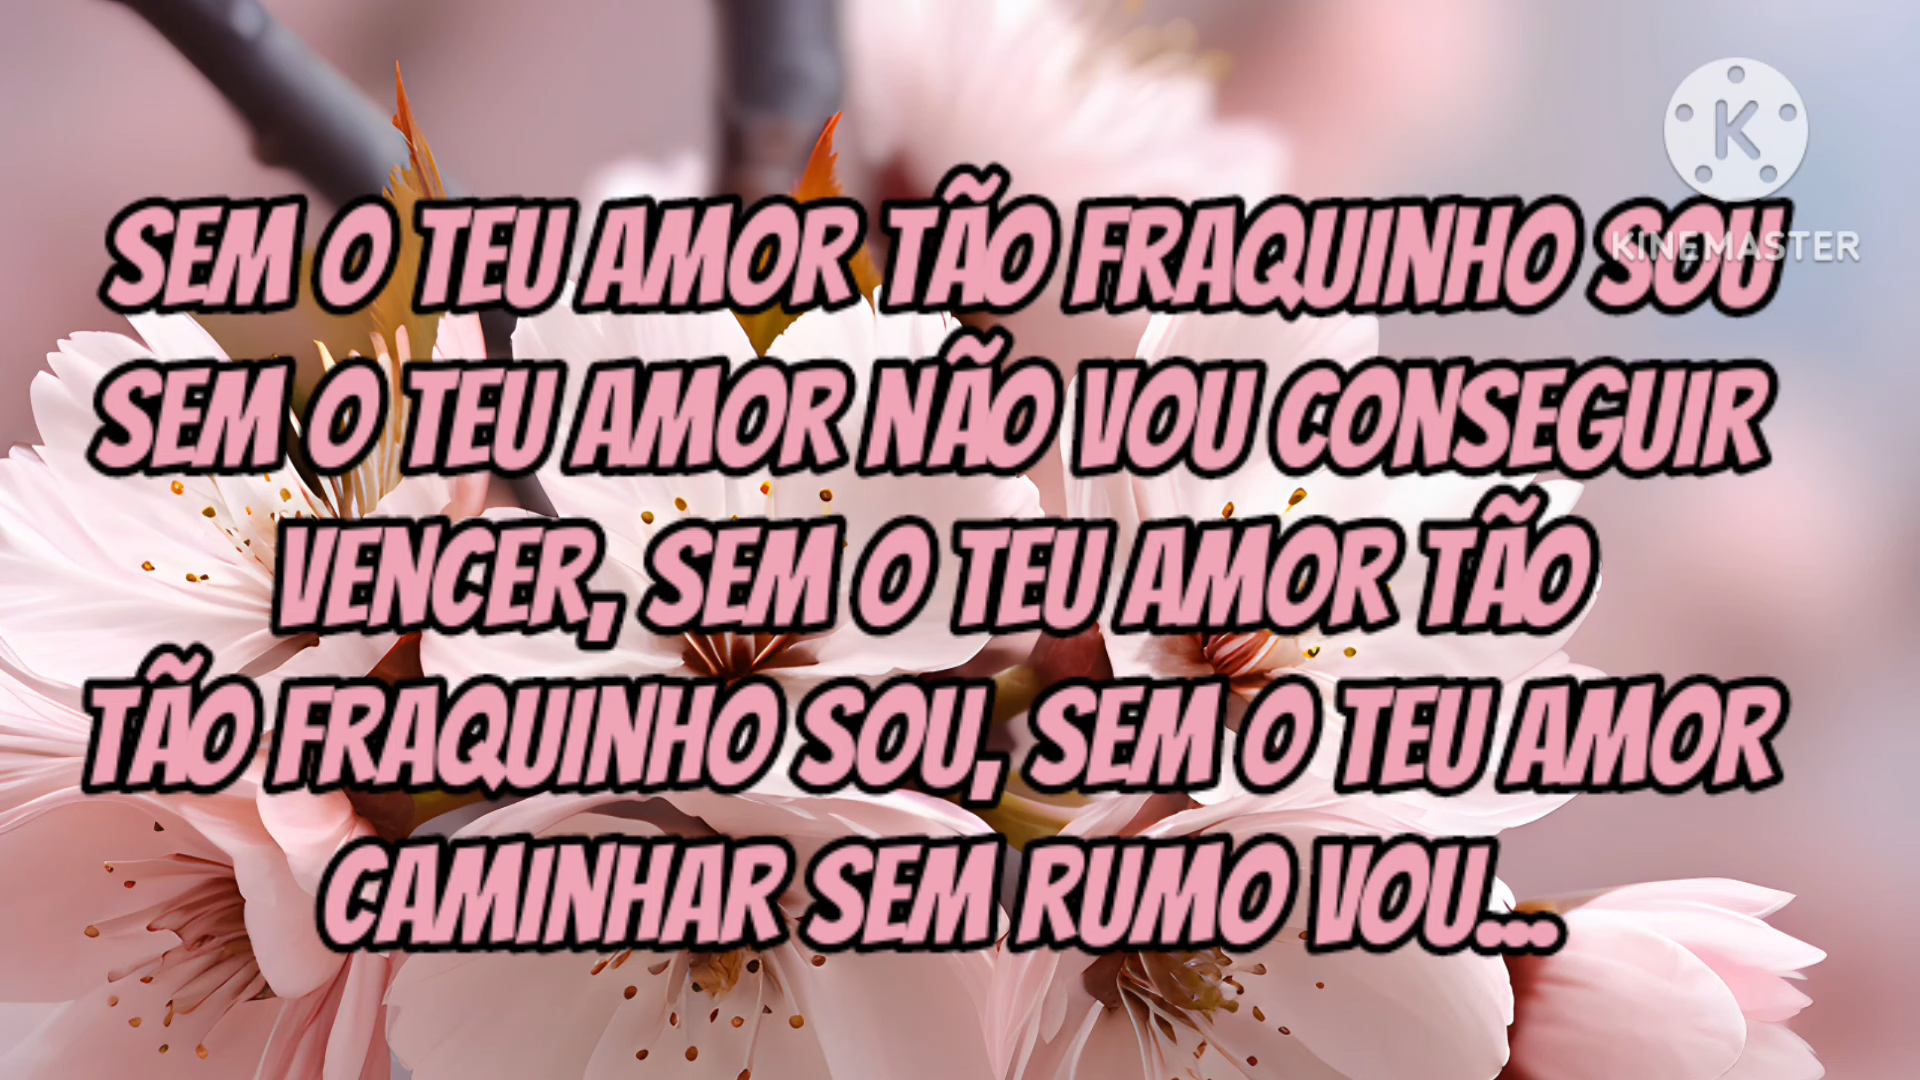 K
KINEMASTER
SEM O TEU AMOR TÃO FRAQUINHO SOU
SEM O TEU AMOR NÃO VOU CONSEGUIR
VENCER, SEM O TEU AMOR TÃO
TÃO FRAQUINHO SOU, SEM O TEU AMOR
CAMINHAR SEM RUMO VOU...